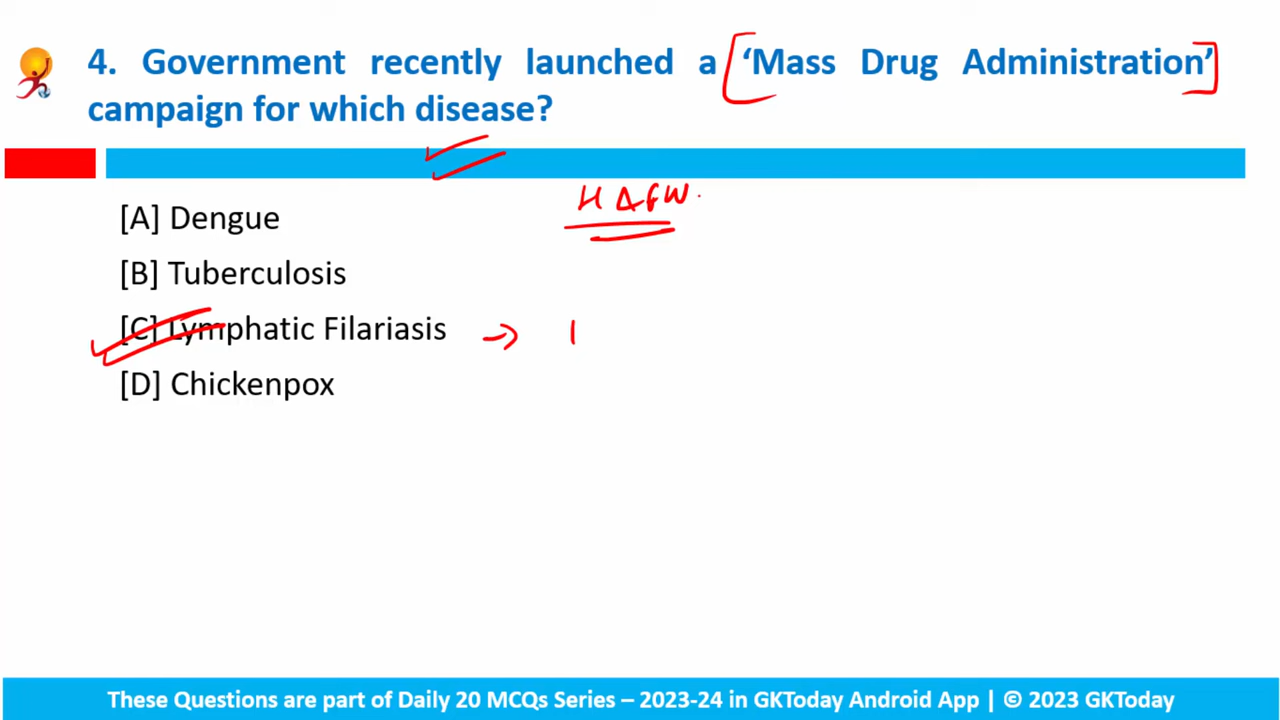 4. Government recently launched a ‘Mass Drug Administration’
campaign for which disease?
H & FW.
[A] Dengue
[B] Tuberculosis
[C] Lymphatic Filariasis →
[D] Chickenpox
These Questions are part of Daily 20 MCQs Series – 2023-24 in GKToday Android App | © 2023 GKToday